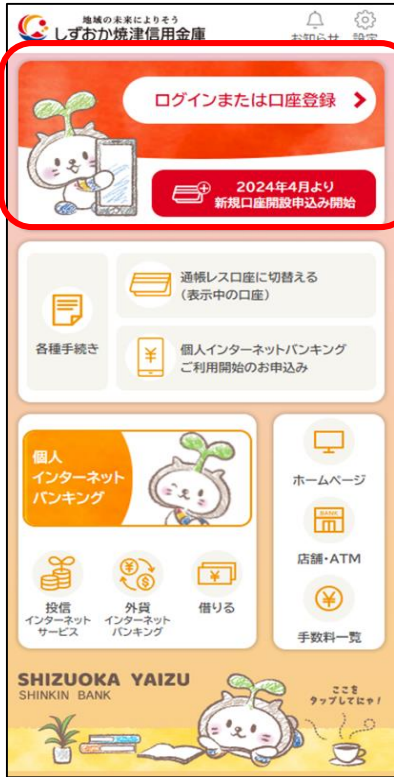 地域の未来によりそう
しずおか焼津信用金庫
お知らせ 設定
ログインまたは口座登録
2024年4月より
新規口座開設申込み開始
各種手続き
通帳レス口座に切替える
(表示中の口座)
個人インターネットバンキング
ご利用開始のお申込み
個人
インターネット
バンキング
投信
インターネット
サービス
外貨
インターネット
バンキング
借りる
ホームページ
BANK
店舗・ATM
手数料一覧
SHIZUOKA YAIZU
SHINKIN BANK
ここを
タップしてにゃ!